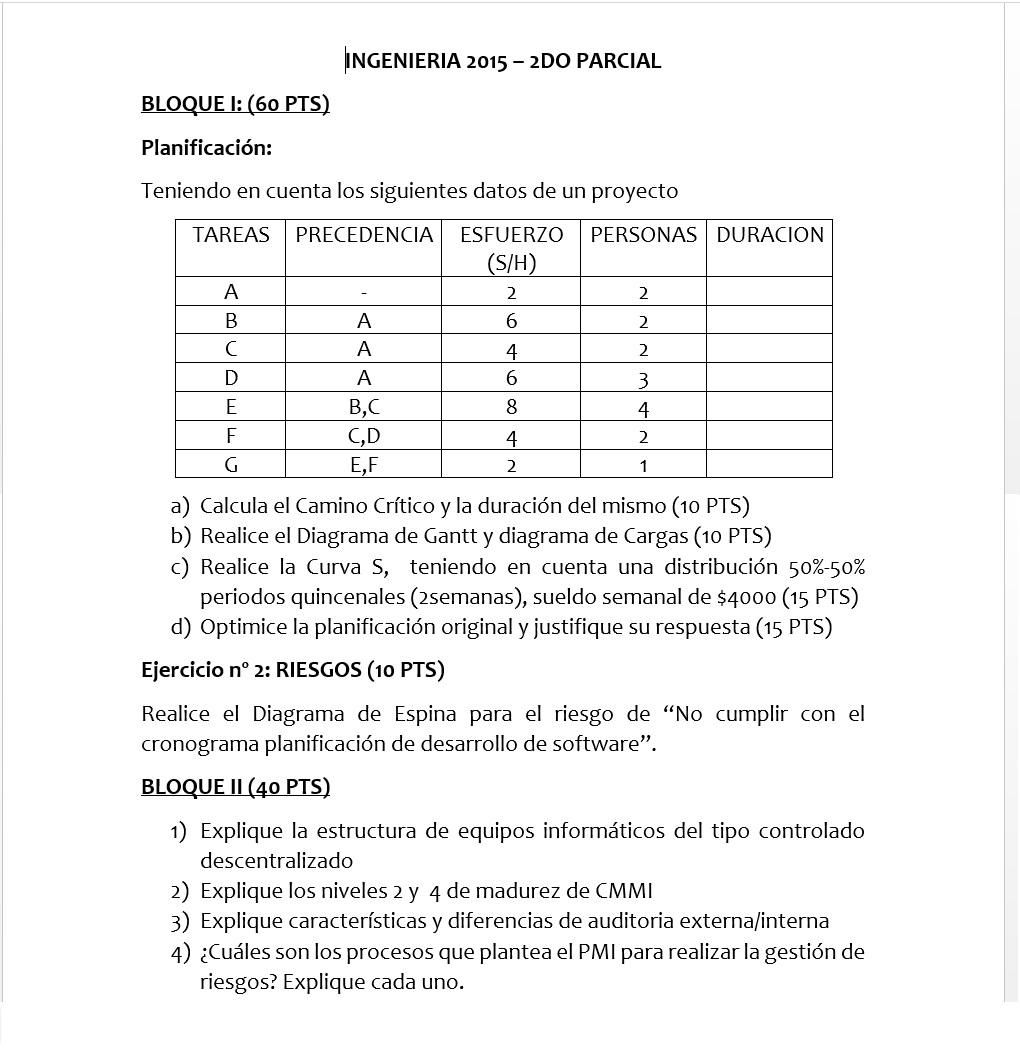 INGENIERIA 2015 – 2DO PARCIAL
BLOQUE I: (60 PTS)
Planificación:
Teniendo en cuenta los siguientes datos de un proyecto
TAREAS PRECEDENCIA ESFUERZO (S/H) PERSONAS DURACION
A - 2 2
B A 6 2
C A 4 2
D A 6 3
E B,C 8 4
F C,D 4 2
G E,F 2 1
a) Calcula el Camino Crítico y la duración del mismo (10 PTS)
b) Realice el Diagrama de Gantt y diagrama de Cargas (10 PTS)
c) Realice la Curva S, teniendo en cuenta una distribución 50%-50%
periodos quincenales (2semanas), sueldo semanal de $4000 (15 PTS)
d) Optimice la planificación original y justifique su respuesta (15 PTS)
Ejercicio n° 2: RIESGOS (10 PTS)
Realice el Diagrama de Espina para el riesgo de “No cumplir con el
cronograma planificación de desarrollo de software”.
BLOQUE II (40 PTS)
1) Explique la estructura de equipos informáticos del tipo controlado
descentralizado
2) Explique los niveles 2 y 4 de madurez de CMMI
3) Explique características y diferencias de auditoria externa/interna
4) ¿Cuáles son los procesos que plantea el PMI para realizar la gestión de
riesgos? Explique cada uno.